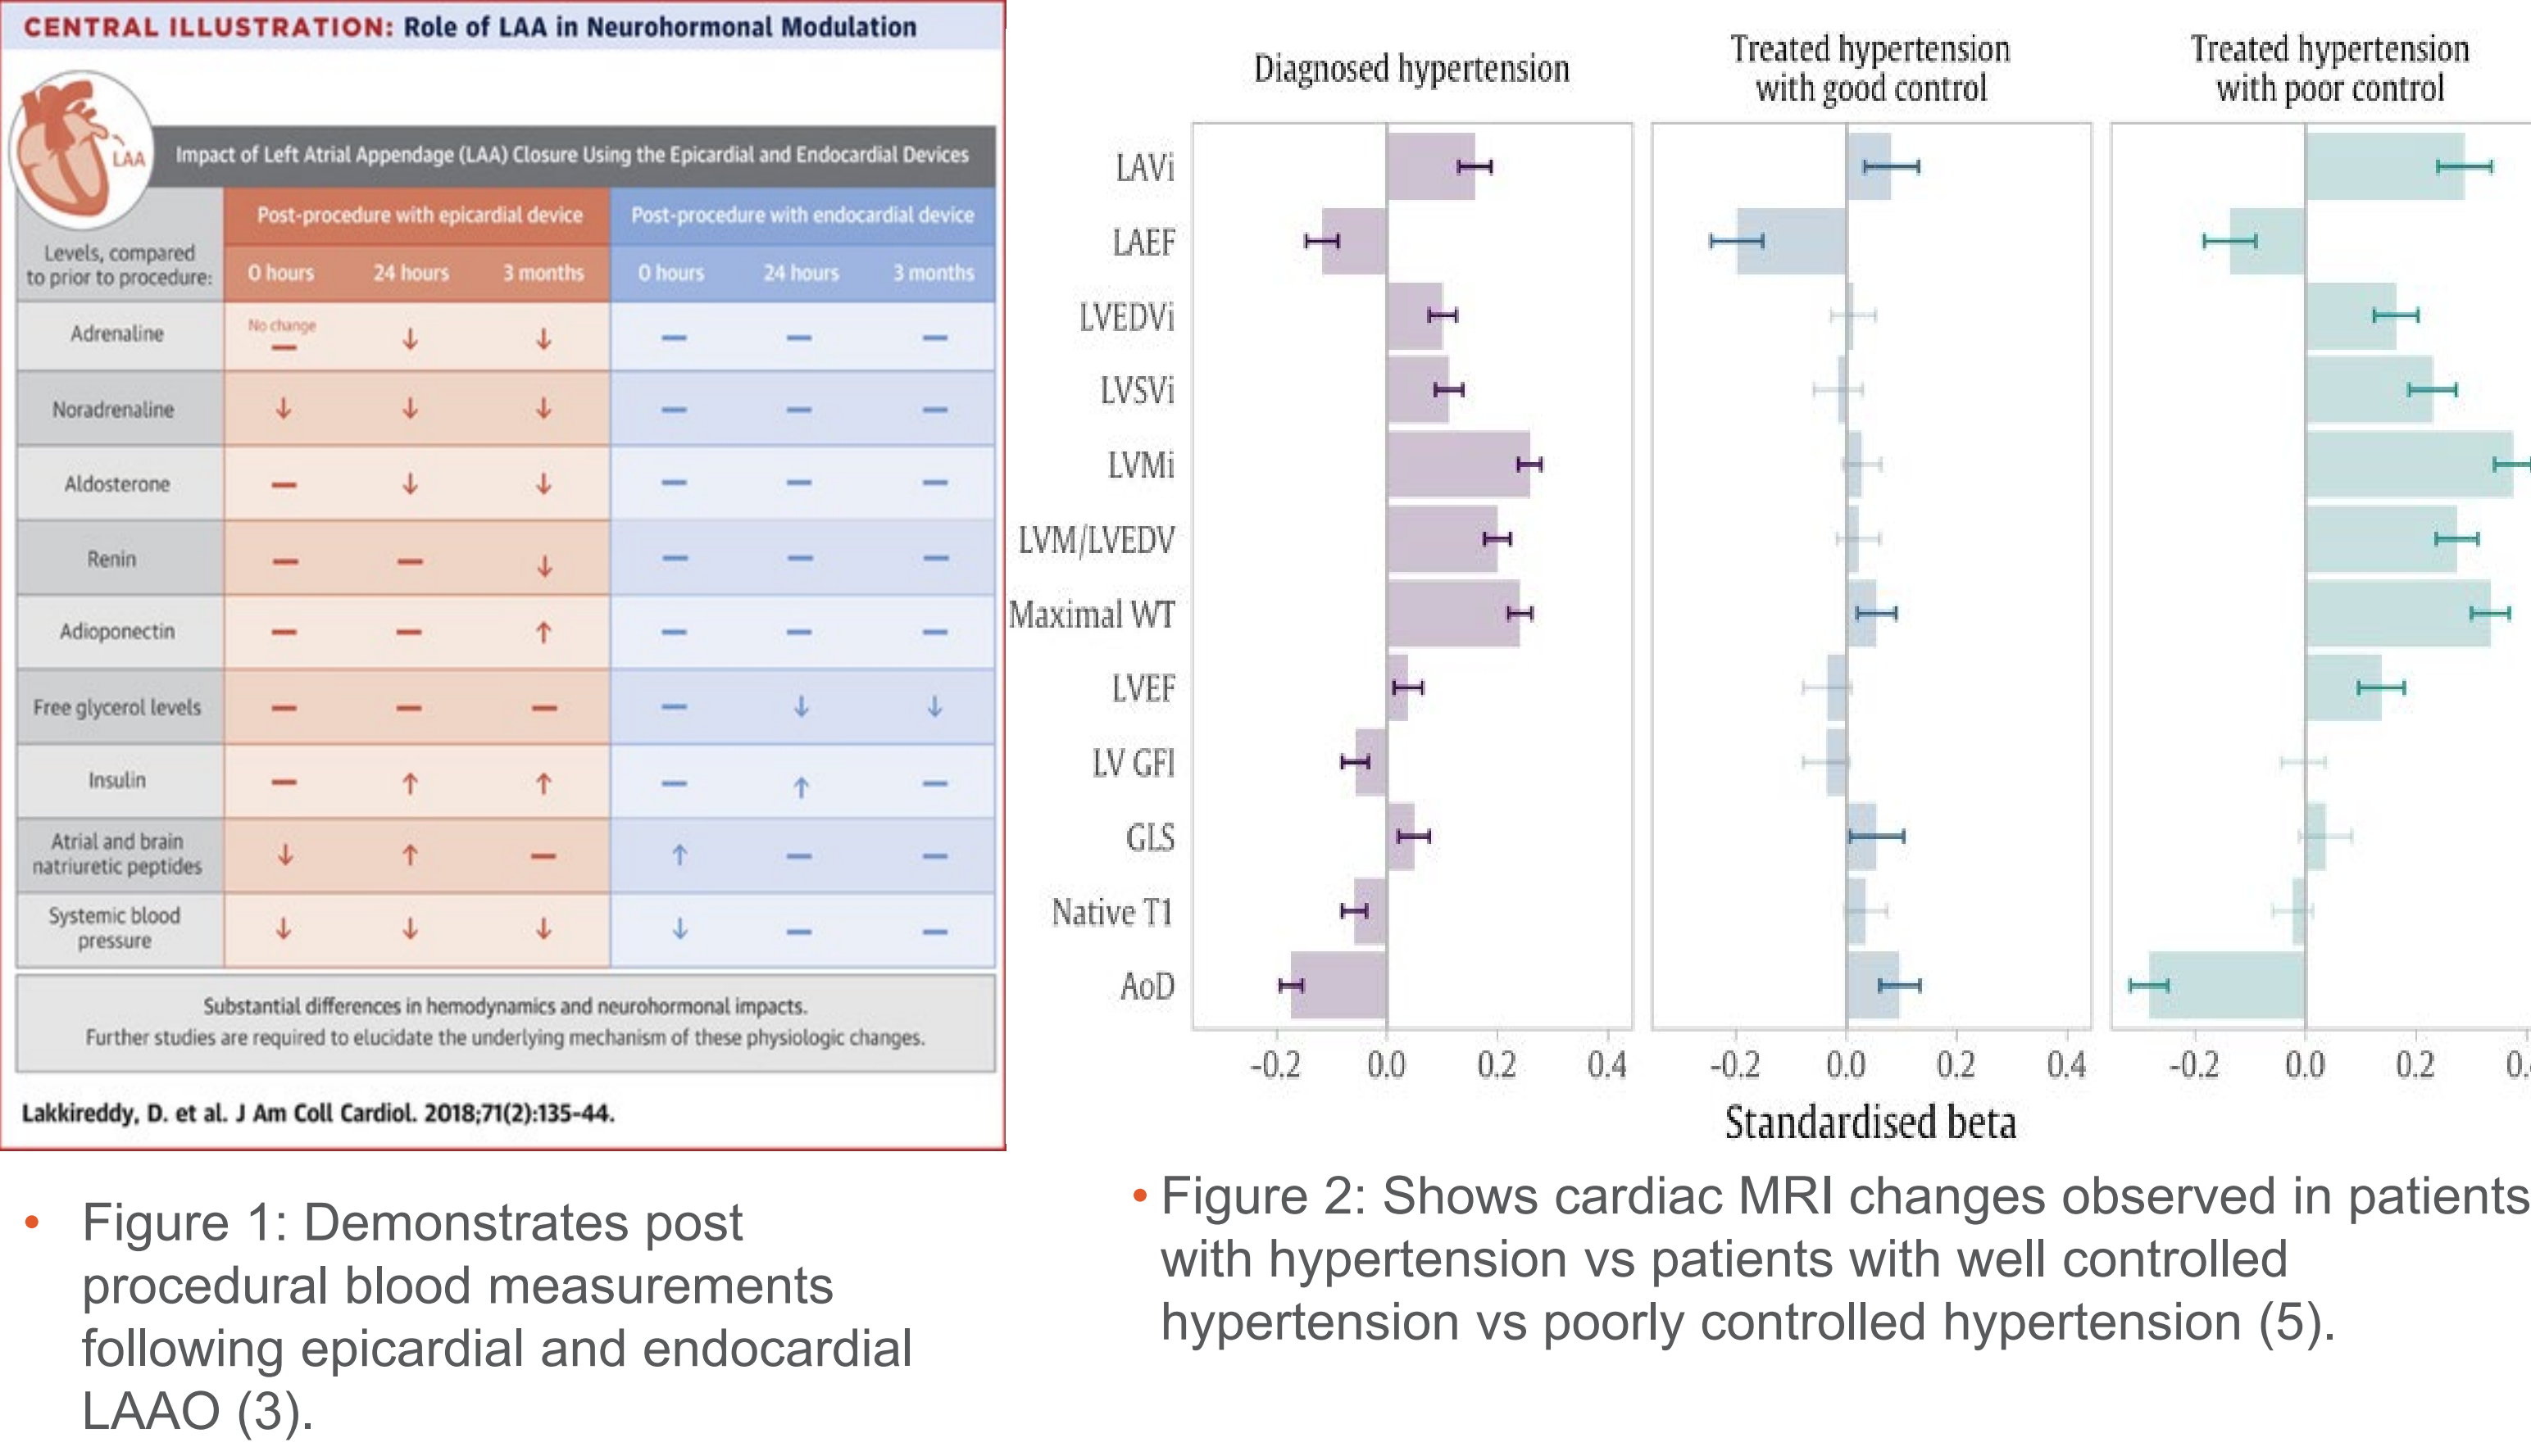 CENTRAL ILLUSTRATION: Role of LAA in Neurohormonal Modulation
LAA
Impact of Left Atrial Appendage (LAA) Closure Using the Epicardial and Endocardial Devices
Levels, compared
to prior to procedure:
Post-procedure with epicardial device
Post-procedure with endocardial device
0 hours 24 hours 3 months 0 hours 24 hours 3 months
Adrenaline No change — ↓ ↓ — — —
Noradrenaline ↓ ↓ ↓ — — —
Aldosterone — ↓ ↓ — — —
Renin — — ↓ — — —
Adioponectin — — ↑ — — —
Free glycerol levels — — — — ↓ ↓
Insulin — ↑ ↑ — ↑ —
Atrial and brain
natriuretic peptides ↓ ↑ — ↑ — —
Systemic blood
pressure ↓ ↓ ↓ ↓ — —
Substantial differences in hemodynamics and neurohormonal impacts.
Further studies are required to elucidate the underlying mechanism of these physiologic changes.
Lakkireddy, D. et al. J Am Coll Cardiol. 2018;71(2):135-44.
• Figure 1: Demonstrates post
procedural blood measurements
following epicardial and endocardial
LAAO (3).
Diagnosed hypertension
Treated hypertension
with good control
Treated hypertension
with poor control
LAVi
LAEF
LVEDVi
LVSVi
LVMi
LVM/LVEDV
Maximal WT
LVEF
LV GFI
GLS
Native T1
AoD
-0.2 0.0 0.2 0.4
-0.2 0.0 0.2 0.4
-0.2 0.0 0.2 0.
Standardised beta
• Figure 2: Shows cardiac MRI changes observed in patients
with hypertension vs patients with well controlled
hypertension vs poorly controlled hypertension (5).